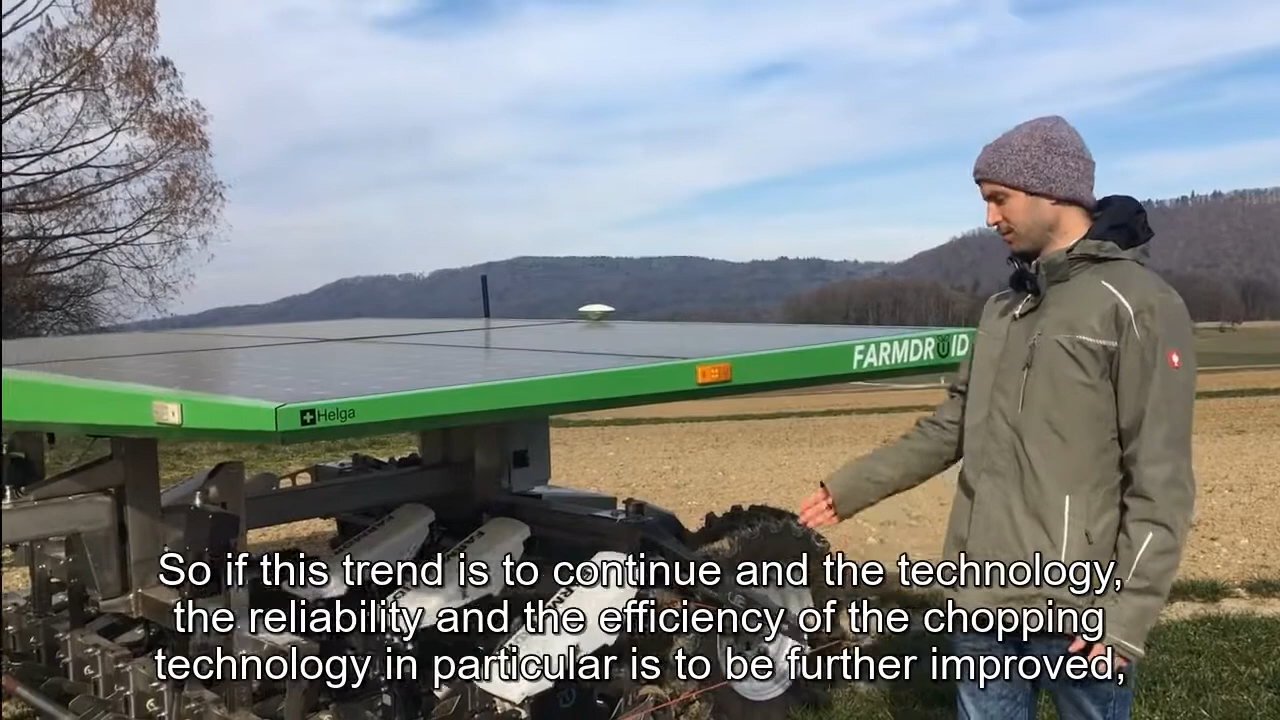 FARMDROID
Helga
So if this trend is to continue and the technology,
the reliability and the efficiency of the chopping
technology in particular is to be further improved,